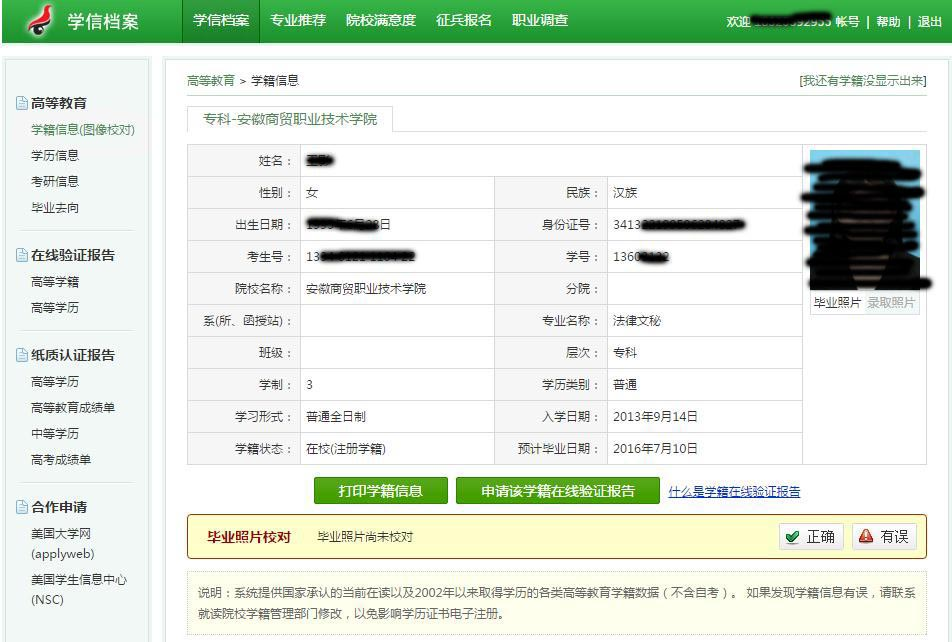 学信档案 学信档案 专业推荐 院校满意度 征兵报名 职业调查 欢迎 帐号 | 帮助 | 退出
高等教育
学籍信息(图像校对)
学历信息
考研信息
毕业去向
在线验证报告
高等学籍
高等学历
纸质认证报告
高等学历
高等教育成绩单
中等学历
高考成绩单
合作申请
美国大学网
(applyweb)
美国学生信息中心
(NSC)
高等教育 > 学籍信息 [我还有学籍没显示出来]
专科-安徽商贸职业技术学院
姓名：
性别： 女 民族： 汉族
出生日期： 日 身份证号： 3413
考生号： 13 学号： 1360
院校名称： 安徽商贸职业技术学院 分院：
系(所、函授站)： 专业名称： 法律文秘
班级： 层次： 专科
学制： 3 学历类别： 普通
学习形式： 普通全日制 入学日期： 2013年9月14日
学籍状态： 在校(注册学籍) 预计毕业日期： 2016年7月10日
毕业照片 录取照片
打印学籍信息 申请该学籍在线验证报告 什么是学籍在线验证报告
毕业照片校对 毕业照片尚未校对 正确 有误
说明：系统提供国家承认的当前在读以及2002年以来取得学历的各类高等教育学籍数据（不含自考）。 如果发现学籍信息有误，请联系
就读院校学籍管理部门修改，以免影响学历证书电子注册。